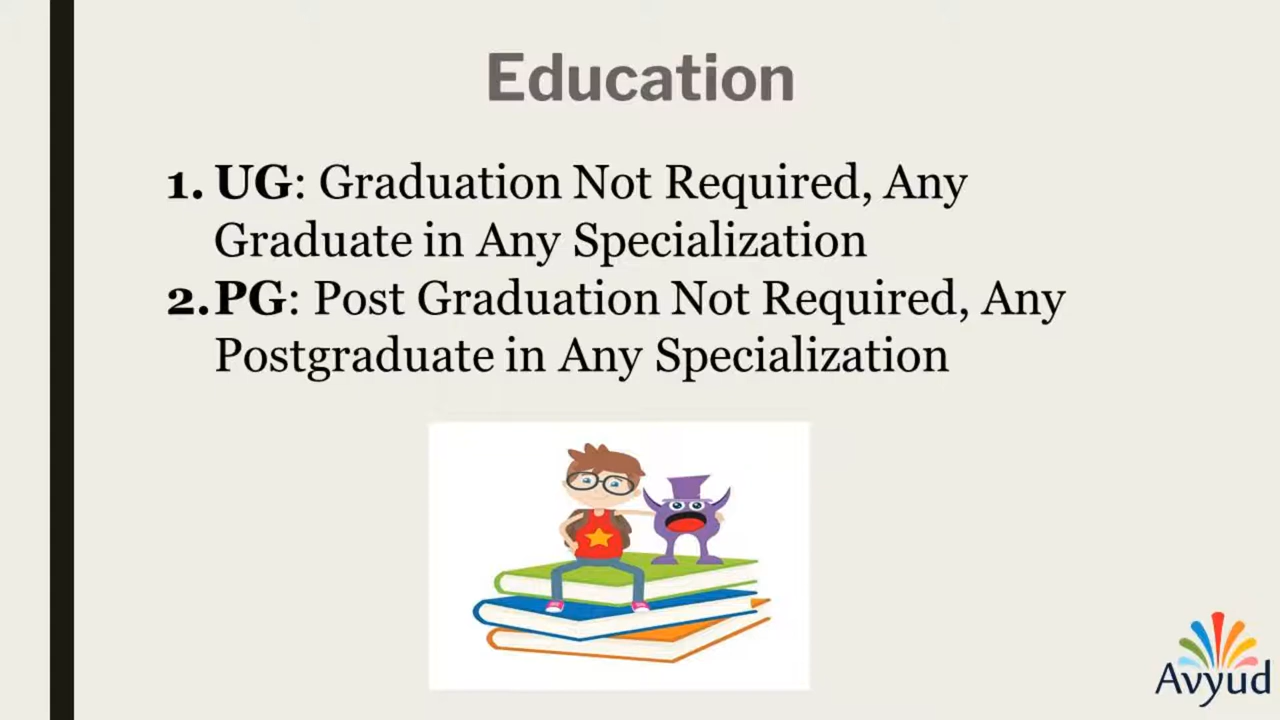 Education
1. UG: Graduation Not Required, Any
Graduate in Any Specialization
2. PG: Post Graduation Not Required, Any
Postgraduate in Any Specialization
Avyud